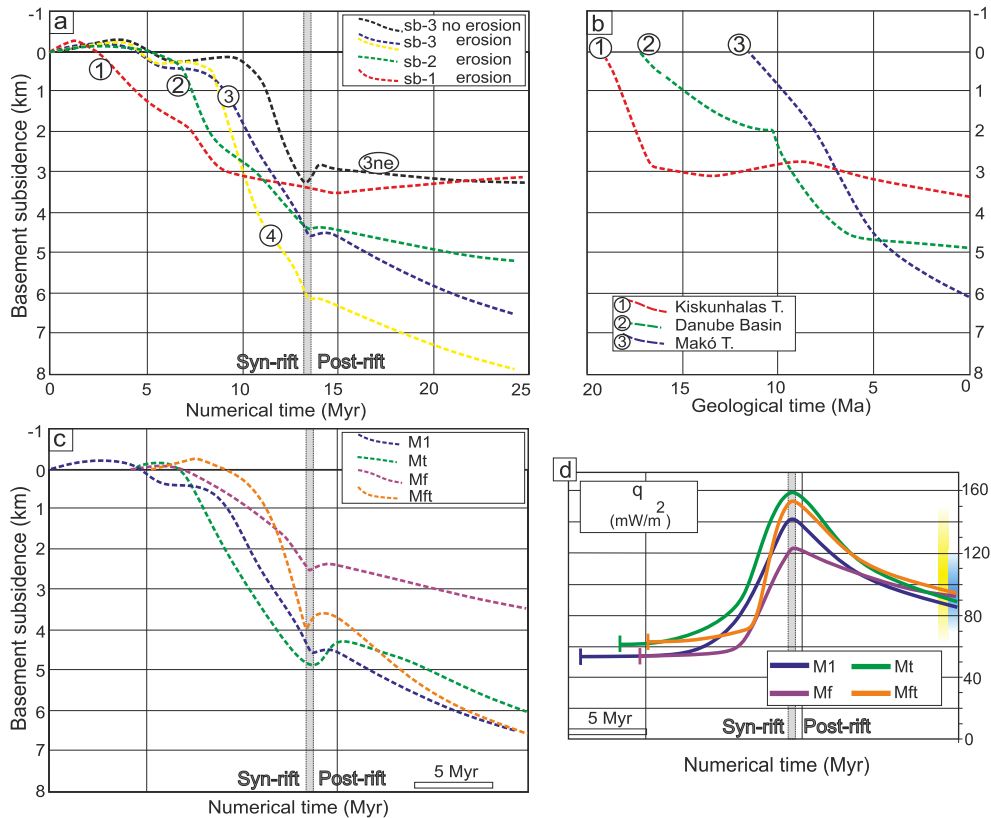 a
-1
0
1
2
3
4
5
6
7
8
Basement subsidence (km)
sb-3 no erosion
sb-3 erosion
sb-2 erosion
sb-1 erosion
1
2
3
3ne
4
Syn-rift Post-rift
0 5 10 15 20 25
Numerical time (Myr)
b
-1
0
1
2
3
4
5
6
7
8
1
2
3
1 Kiskunhalas T.
2 Danube Basin
3 Makó T.
20 15 10 5 0
Geological time (Ma)
c
-1
0
1
2
3
4
5
6
7
8
Basement subsidence (km)
M1
Mt
Mf
Mft
Syn-rift Post-rift
5 Myr
Numerical time (Myr)
d
q
2
(mW/m )
160
120
80
40
0
M1 Mt
Mf Mft
5 Myr
Syn-rift Post-rift
Numerical time (Myr)